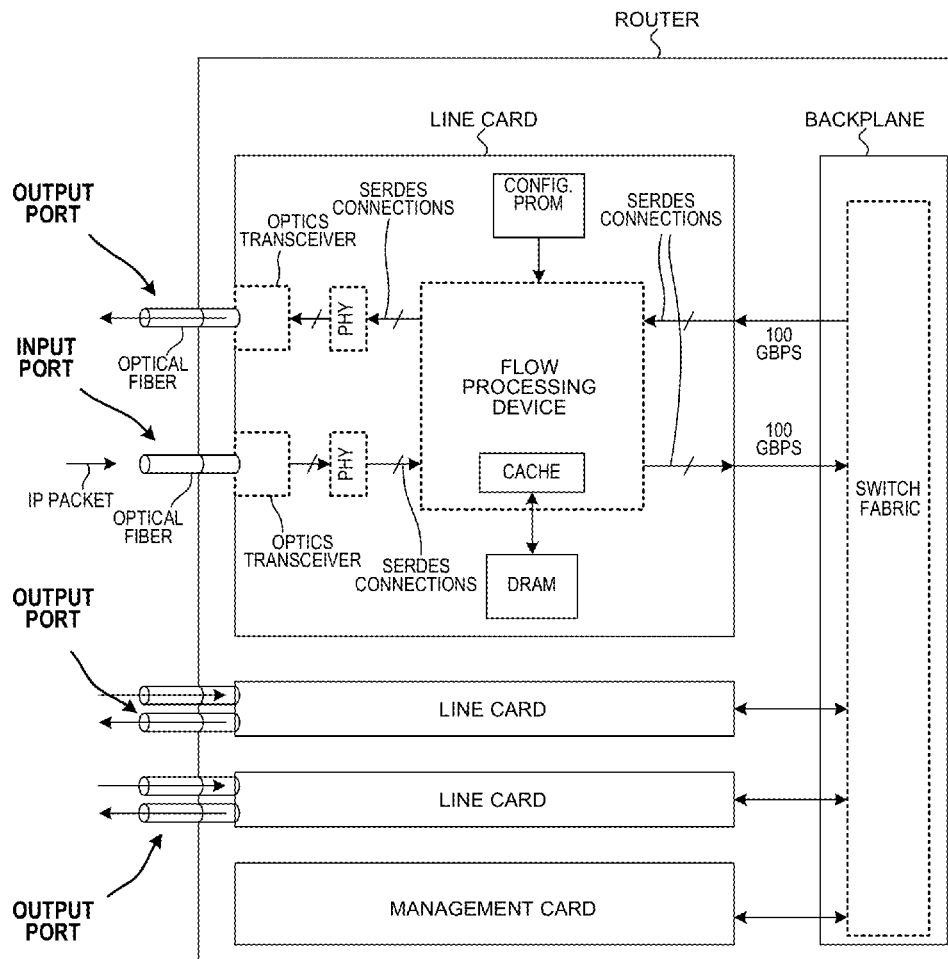 ROUTER
LINE CARD
BACKPLANE
OUTPUT
PORT
OPTICS
TRANSCEIVER
SERDES
CONNECTIONS
CONFIG.
PROM
SERDES
CONNECTIONS
PHY
OPTICAL
FIBER
100
GBPS
INPUT
PORT
FLOW
PROCESSING
DEVICE
100
GBPS
IP PACKET
OPTICAL
FIBER
PHY
CACHE
SWITCH
FABRIC
OPTICS
TRANSCEIVER
SERDES
CONNECTIONS
DRAM
OUTPUT
PORT
LINE CARD
LINE CARD
OUTPUT
PORT
MANAGEMENT CARD